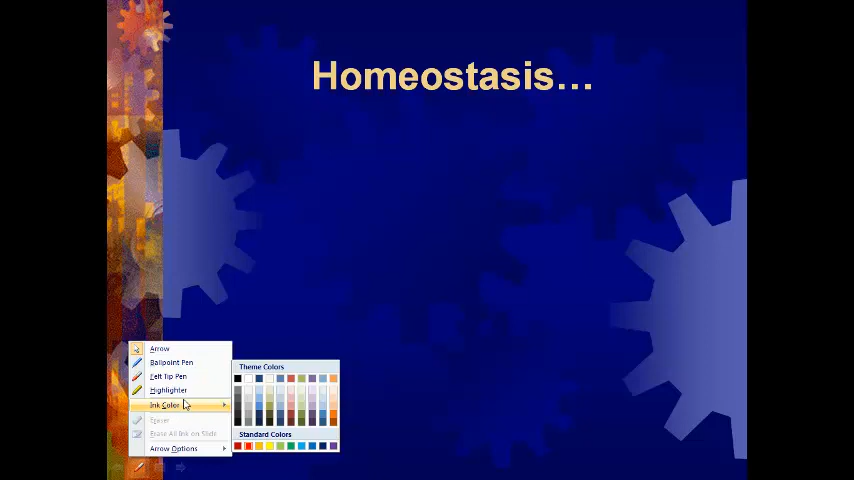 Homeostasis...
Arrow
Ballpoint Pen
Felt Tip Pen
Highlighter
Ink Color
Eraser
Erase All Ink on Slide
Arrow Options
Theme Colors
Standard Colors